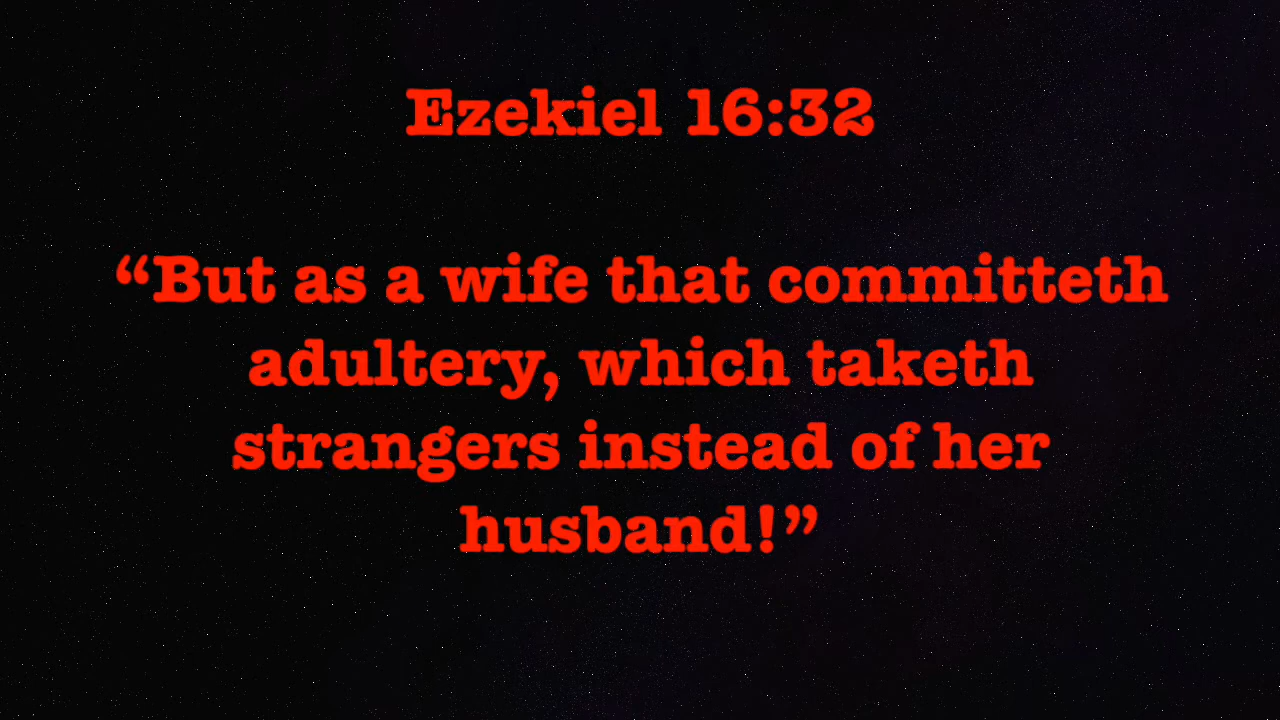 Ezekiel 16:32
“But as a wife that committeth
adultery, which taketh
strangers instead of her
husband!”